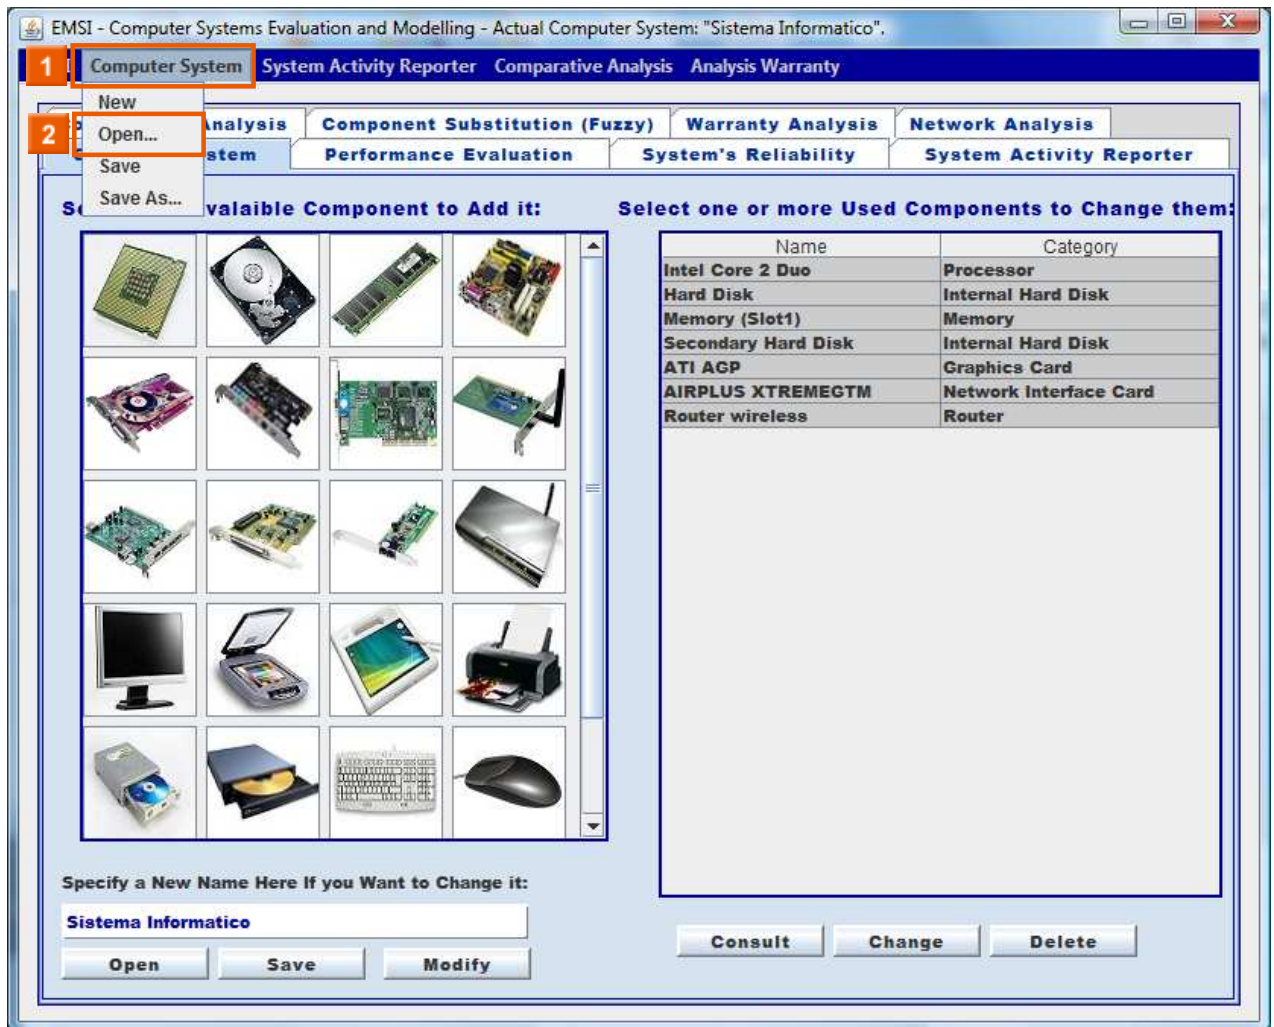 EMSI - Computer Systems Evaluation and Modelling - Actual Computer System: "Sistema Informatico".
1 Computer System System Activity Reporter Comparative Analysis Analysis Warranty
New
2 Open...
Save
Save As...
Analysis Component Substitution (Fuzzy) Warranty Analysis Network Analysis
stem Performance Evaluation System's Reliability System Activity Reporter
valaible Component to Add it:
Select one or more Used Components to Change them:
Name Category
Intel Core 2 Duo Processor
Hard Disk Internal Hard Disk
Memory (Slot1) Memory
Secondary Hard Disk Internal Hard Disk
ATI AGP Graphics Card
AIRPLUS XTREMEGTM Network Interface Card
Router wireless Router
Specify a New Name Here If you Want to Change it:
Sistema Informatico
Open Save Modify
Consult Change Delete